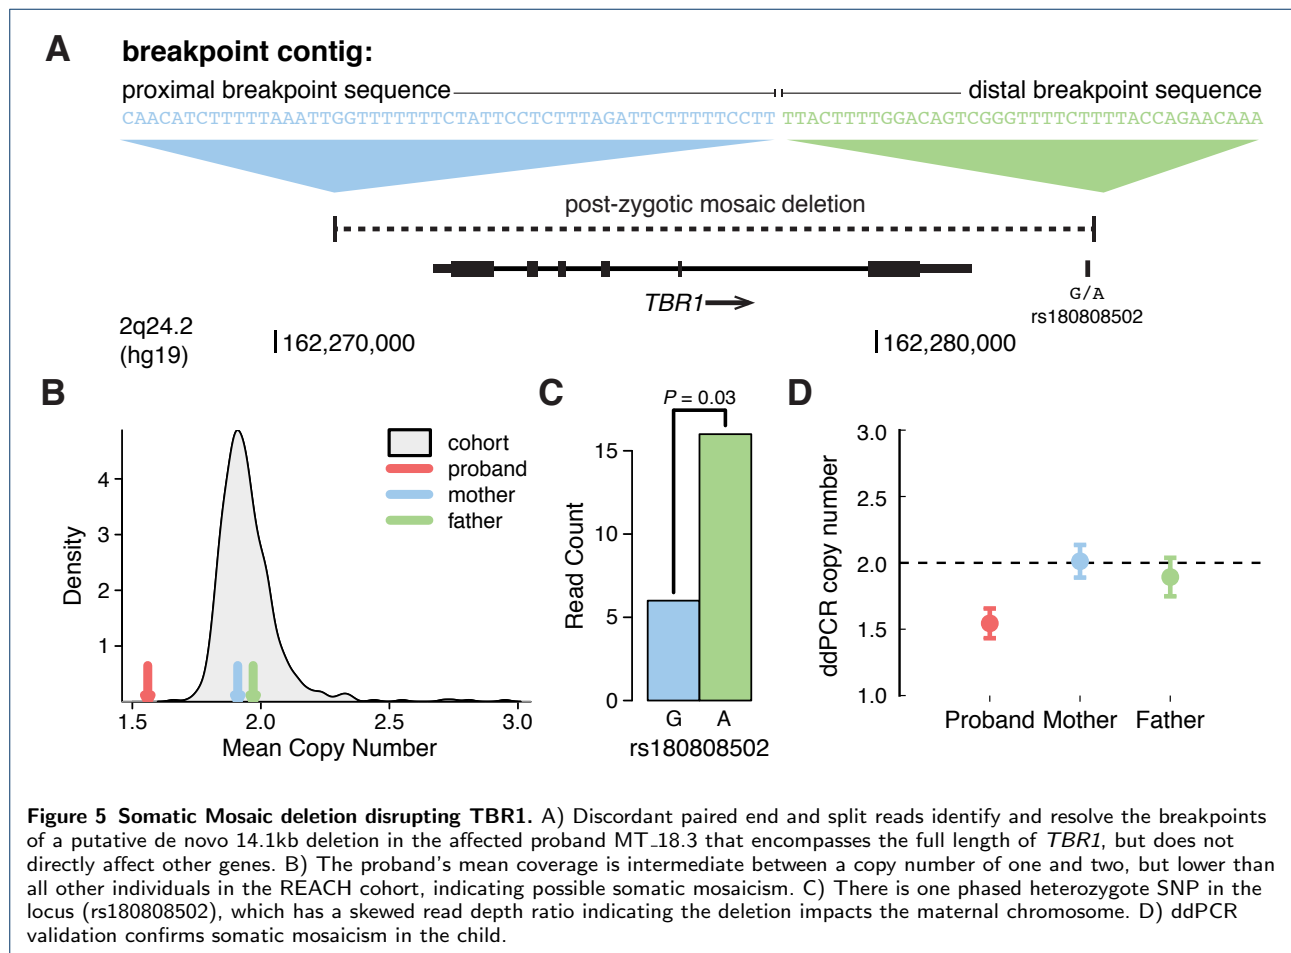 A
breakpoint contig:
proximal breakpoint sequence
distal breakpoint sequence
CAACATCTTTTTAAATTGGTTTTTTTCTATTCCTCTTTAGATTCTTTTTCCTT TTACTTTTGGACAGTCGGGTTTTCTTTTACCAGAACAAA
post-zygotic mosaic deletion
TBR1
G/A
rs180808502
2q24.2
(hg19)
162,270,000
162,280,000
B
Density
4
3
2
1
1.5
2.0
2.5
3.0
Mean Copy Number
cohort
proband
mother
father
C
P = 0.03
Read Count
15
10
5
0
G
A
rs180808502
D
ddPCR copy number
3.0
2.5
2.0
1.5
1.0
Proband
Mother
Father
Figure 5 Somatic Mosaic deletion disrupting TBR1. A) Discordant paired end and split reads identify and resolve the breakpoints
of a putative de novo 14.1kb deletion in the affected proband MT_18.3 that encompasses the full length of TBR1, but does not
directly affect other genes. B) The proband's mean coverage is intermediate between a copy number of one and two, but lower than
all other individuals in the REACH cohort, indicating possible somatic mosaicism. C) There is one phased heterozygote SNP in the
locus (rs180808502), which has a skewed read depth ratio indicating the deletion impacts the maternal chromosome. D) ddPCR
validation confirms somatic mosaicism in the child.